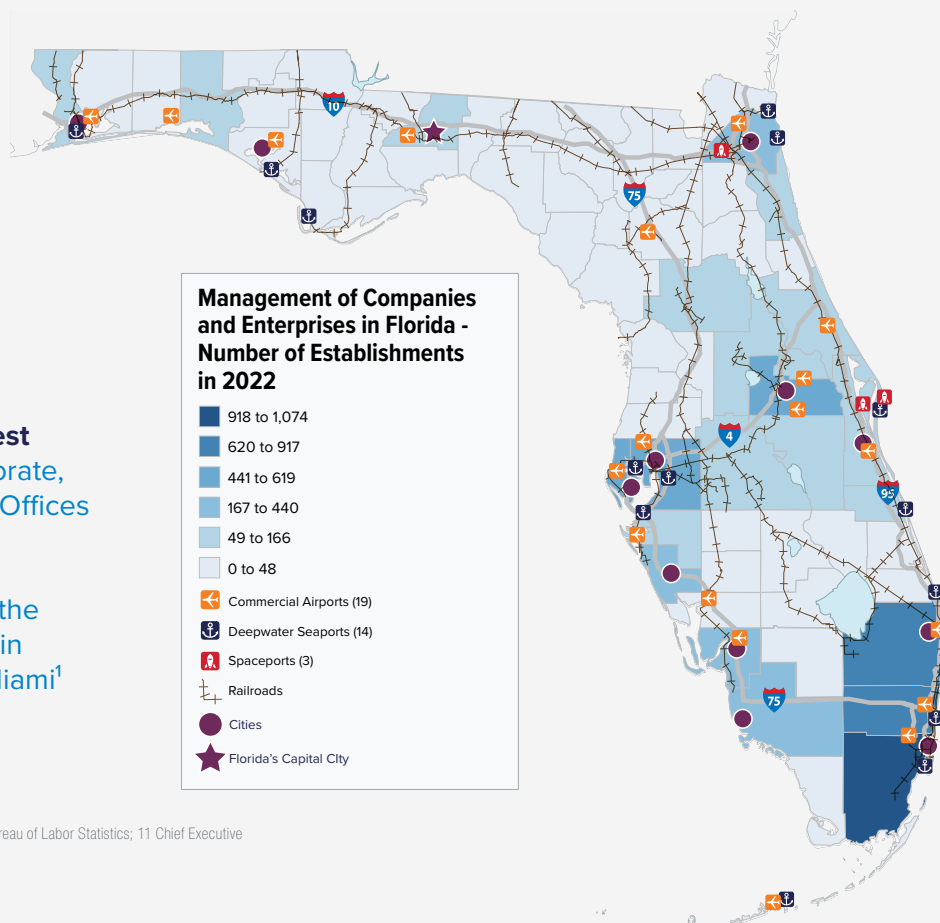 10
75
Management of Companies
and Enterprises in Florida -
Number of Establishments
in 2022
918 to 1,074
620 to 917
441 to 619
167 to 440
49 to 166
0 to 48
Commercial Airports (19)
Deepwater Seaports (14)
Spaceports (3)
Railroads
Cities
Florida's Capital CIty
4
95
75
est
orate,
Offices
the
in
Miami¹
reau of Labor Statistics; 11 Chief Executive